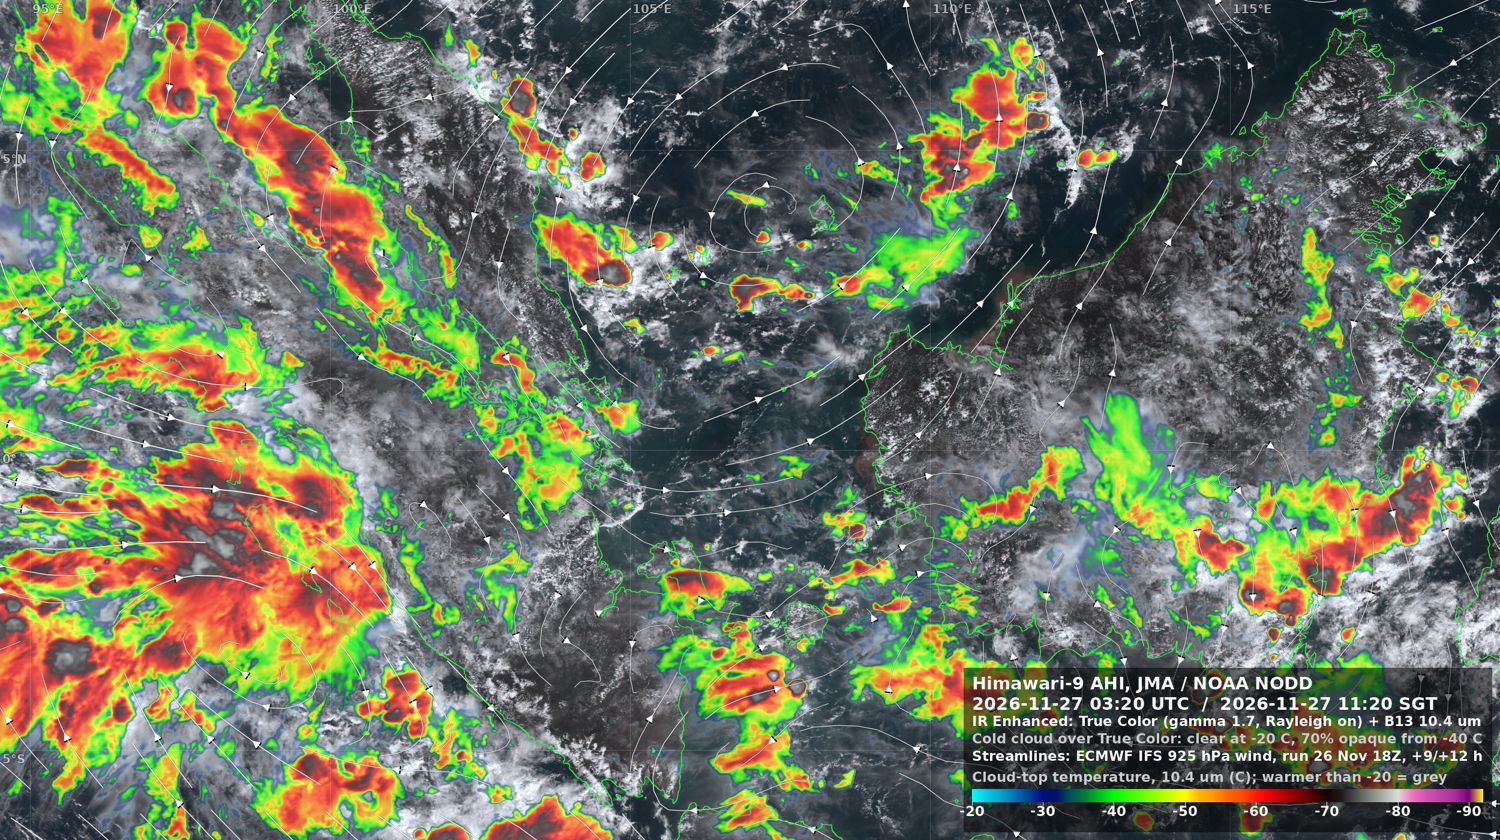 95°E 100°E 105°E 110°E 115°E
5°N
0°
5°S
Himawari-9 AHI, JMA / NOAA NODD
2026-11-27 03:20 UTC / 2026-11-27 11:20 SGT
IR Enhanced: True Color (gamma 1.7, Rayleigh on) + B13 10.4 um
Cold cloud over True Color: clear at -20 C, 70% opaque from -40 C
Streamlines: ECMWF IFS 925 hPa wind, run 26 Nov 18Z, +9/+12 h
Cloud-top temperature, 10.4 um (C); warmer than -20 = grey
-20 -30 -40 -50 -60 -70 -80 -90